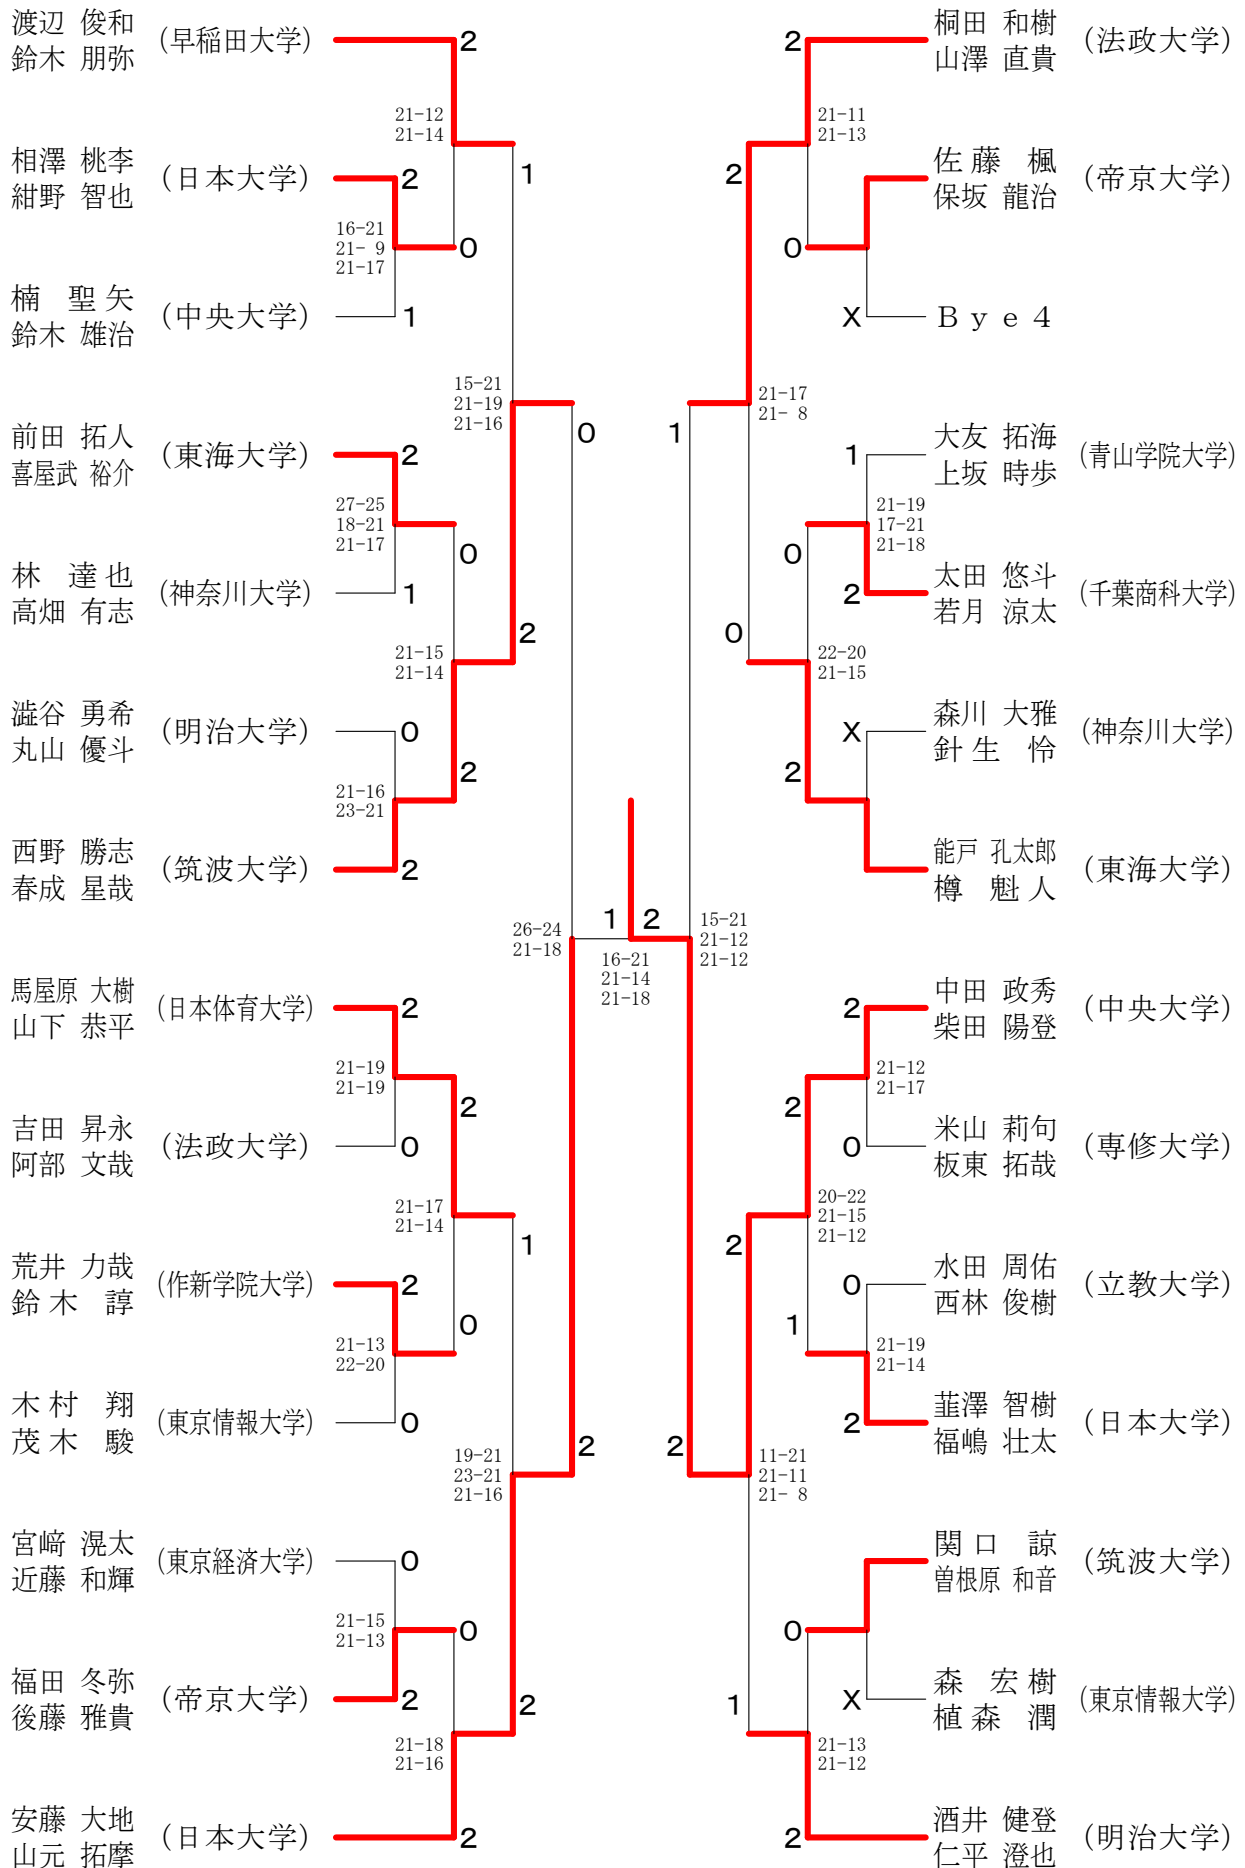 渡辺 俊和
鈴木 朋弥
(早稲田大学)
2
21-12
21-14
相澤 桃李
紺野 智也
(日本大学)
2
1
16-21
21- 9
21-17
0
楠 聖矢
鈴木 雄治
(中央大学)
1
15-21
21-19
21-16
0
前田 拓人
喜屋武 裕介
(東海大学)
2
27-25
18-21
21-17
0
林 達也
高畑 有志
(神奈川大学)
1
2
21-15
21-14
澁谷 勇希
丸山 優斗
(明治大学)
0
2
21-16
23-21
西野 勝志
春成 星哉
(筑波大学)
2
26-24
21-18
1
2
16-21
21-14
21-18
馬屋原 大樹
山下 恭平
(日本体育大学)
2
21-19
21-19
2
吉田 昇永
阿部 文哉
(法政大学)
0
21-17
21-14
1
荒井 力哉
鈴木 諄
(作新学院大学)
2
0
21-13
22-20
木村 翔
茂木 駿
(東京情報大学)
0
19-21
23-21
21-16
2
宮﨑 滉太
近藤 和輝
(東京経済大学)
0
21-15
21-13
0
福田 冬弥
後藤 雅貴
(帝京大学)
2
2
21-18
21-16
安藤 大地
山元 拓摩
(日本大学)
2
2
桐田 和樹
山澤 直貴
(法政大学)
21-11
21-13
2
佐藤 楓
保坂 龍治
(帝京大学)
0
X
Bye4
21-17
21- 8
1
1
大友 拓海
上坂 時歩
(青山学院大学)
21-19
17-21
21-18
0
2
太田 悠斗
若月 涼太
(千葉商科大学)
0
22-20
21-15
X
森川 大雅
針生 怜
(神奈川大学)
2
能戸 孔太郎
樽 魁人
(東海大学)
15-21
21-12
21-12
2
中田 政秀
柴田 陽登
(中央大学)
21-12
21-17
2
0
米山 莉句
板東 拓哉
(専修大学)
20-22
21-15
21-12
2
0
水田 周佑
西林 俊樹
(立教大学)
1
21-19
21-14
2
韮澤 智樹
福嶋 壮太
(日本大学)
2
11-21
21-11
21- 8
関口 諒
曽根原 和音
(筑波大学)
0
X
森 宏樹
植森 潤
(東京情報大学)
1
21-13
21-12
2
酒井 健登
仁平 澄也
(明治大学)